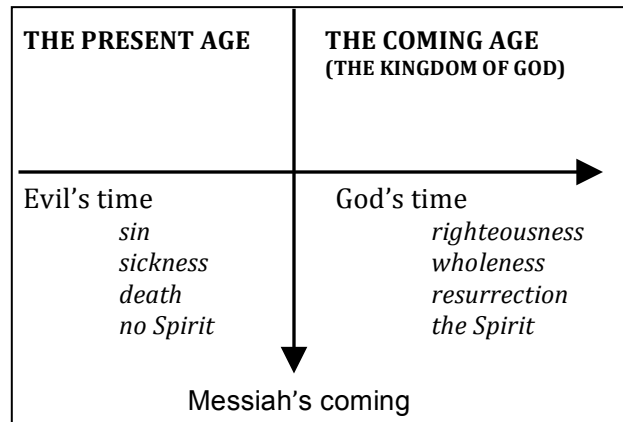 THE PRESENT AGE
THE COMING AGE
(THE KINGDOM OF GOD)
Evil’s time
sin
sickness
death
no Spirit
God’s time
righteousness
wholeness
resurrection
the Spirit
Messiah’s coming